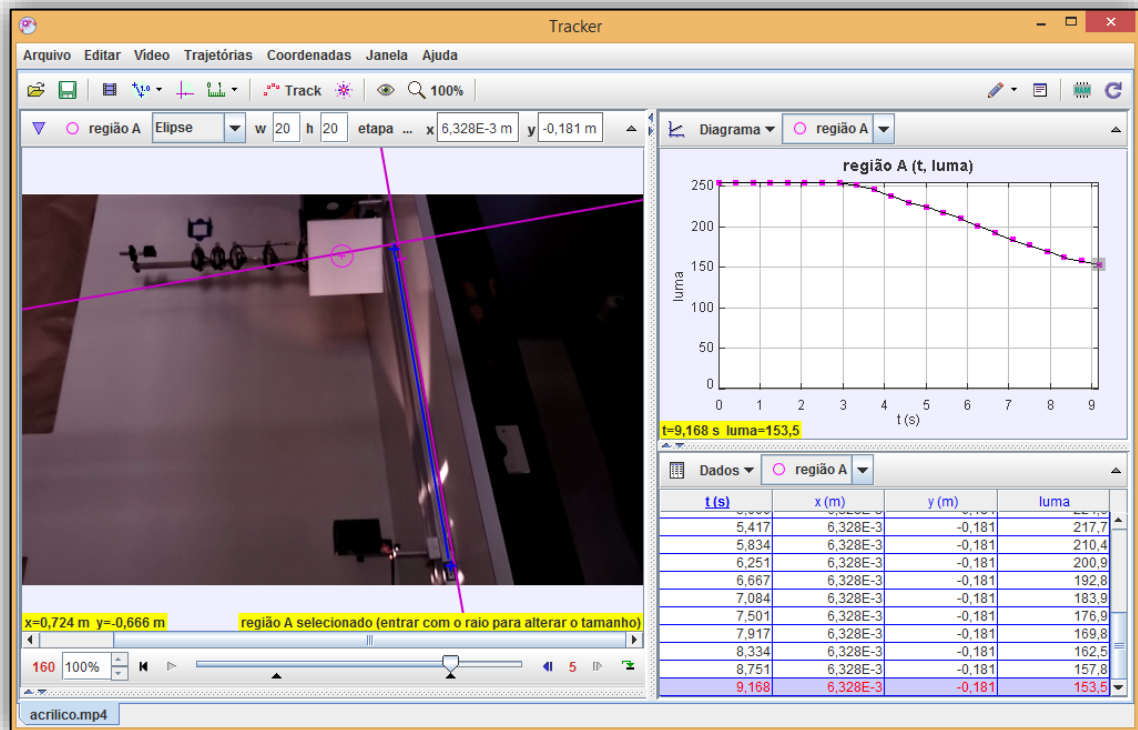 Tracker
Arquivo Editar Vídeo Trajetórias Coordenadas Janela Ajuda
Track 100%
região A Elipse w 20 h 20 etapa ... x 6,328E-3 m y -0,181 m
Diagrama região A
região A (t, luma)
250
200
150
100
50
0
luma
0 1 2 3 4 5 6 7 8 9
t (s)
t=9,168 s luma=153,5
Dados região A
t (s) x (m) y (m) luma
5,417 6,328E-3 -0,181 217,7
5,834 6,328E-3 -0,181 210,4
6,251 6,328E-3 -0,181 200,9
6,667 6,328E-3 -0,181 192,8
7,084 6,328E-3 -0,181 183,9
7,501 6,328E-3 -0,181 176,9
7,917 6,328E-3 -0,181 169,8
8,334 6,328E-3 -0,181 162,5
8,751 6,328E-3 -0,181 157,8
9,168 6,328E-3 -0,181 153,5
x=0,724 m y=-0,666 m região A selecionado (entrar com o raio para alterar o tamanho)
160 100% 5
acrilico.mp4